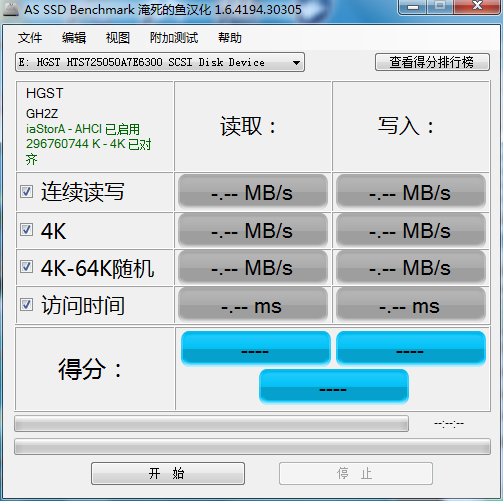 AS SSD Benchmark 淹死的鱼汉化 1.6.4194.30305
文件 编辑 视图 附加测试 帮助
E: HGST HTS725050A7E6300 SCSI Disk Device
查看得分排行榜
HGST
GH2Z
iaStorA - AHCI 已启用
296760744 K - 4K 已对
齐
读取：
写入：
连续读写 -.-- MB/s -.-- MB/s
4K -.-- MB/s -.-- MB/s
4K-64K随机 -.-- MB/s -.-- MB/s
访问时间 -.-- ms -.-- ms
得分： ---- ----
----
--:--:--
开 始 停 止